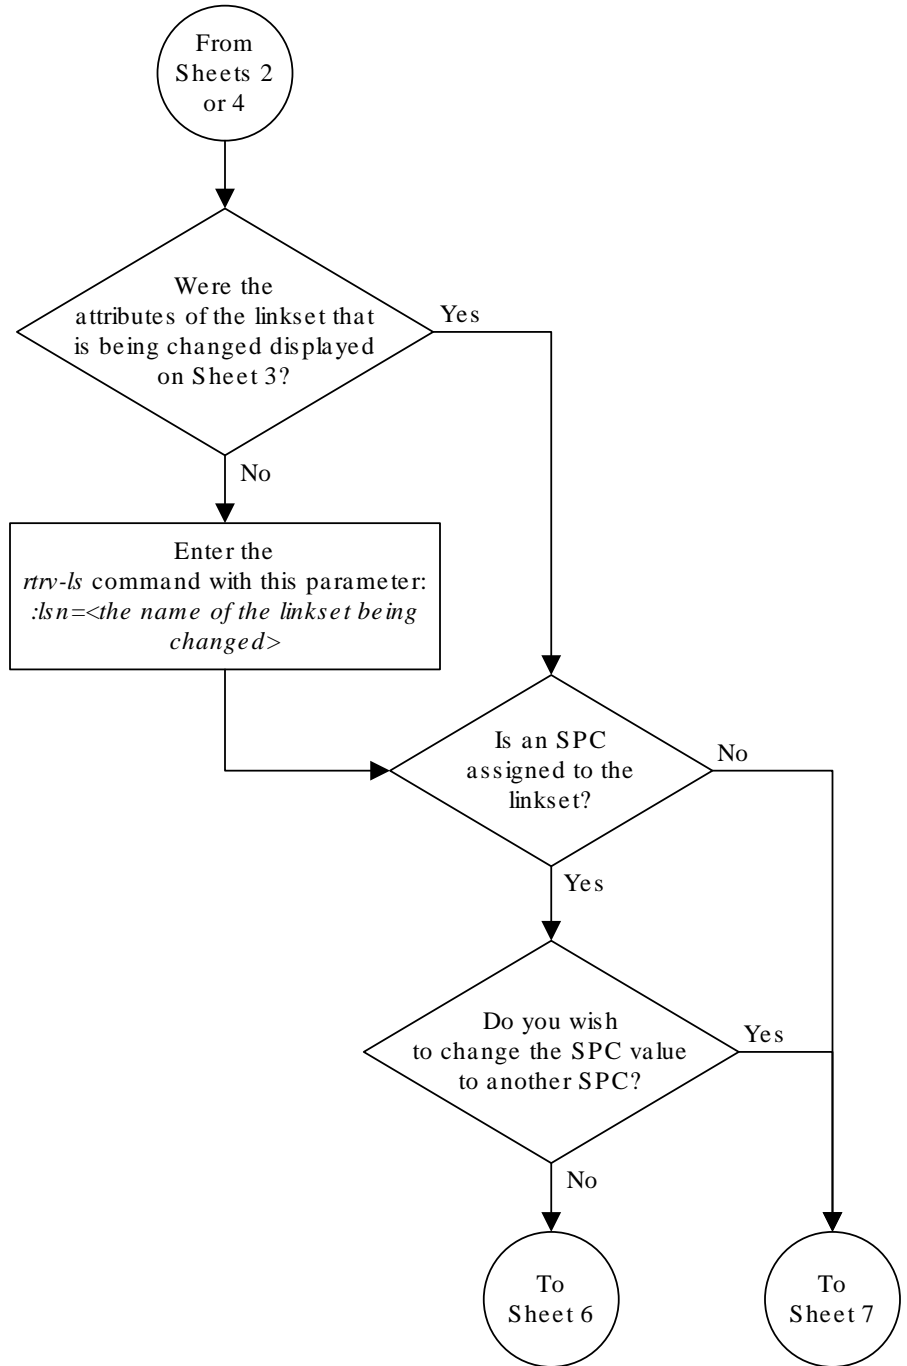 From
Sheets 2
or 4
Were the
attributes of the linkset that
is being changed displayed
on Sheet 3?
Yes
No
Enter the
rtrv-ls command with this parameter:
:lsn=<the name of the linkset being
changed>
Is an SPC
assigned to the
linkset?
No
Yes
Do you wish
to change the SPC value
to another SPC?
Yes
No
To
Sheet 6
To
Sheet 7